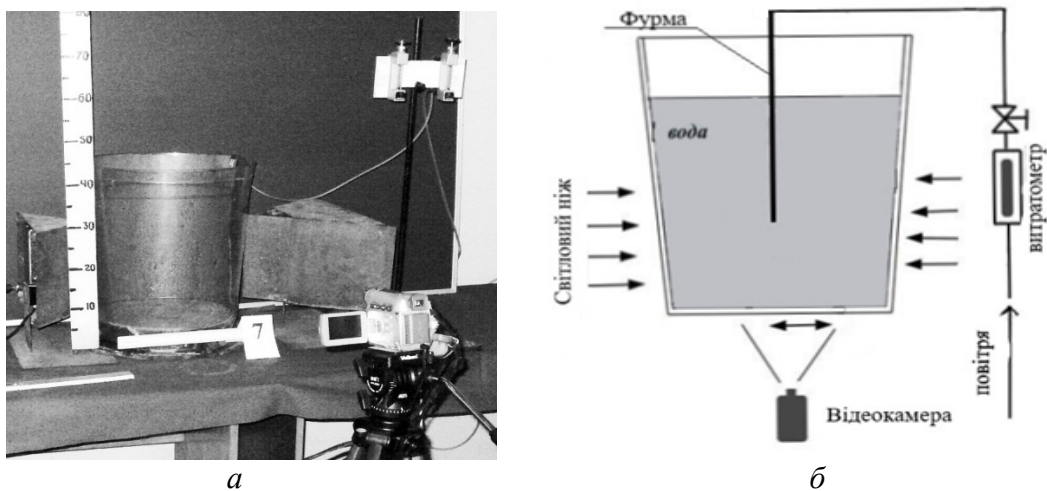 70
60
50
40
30
20
10
7
а
Фурма
вода
Світловий ніж
витратометр
повітря
Відеокамера
б